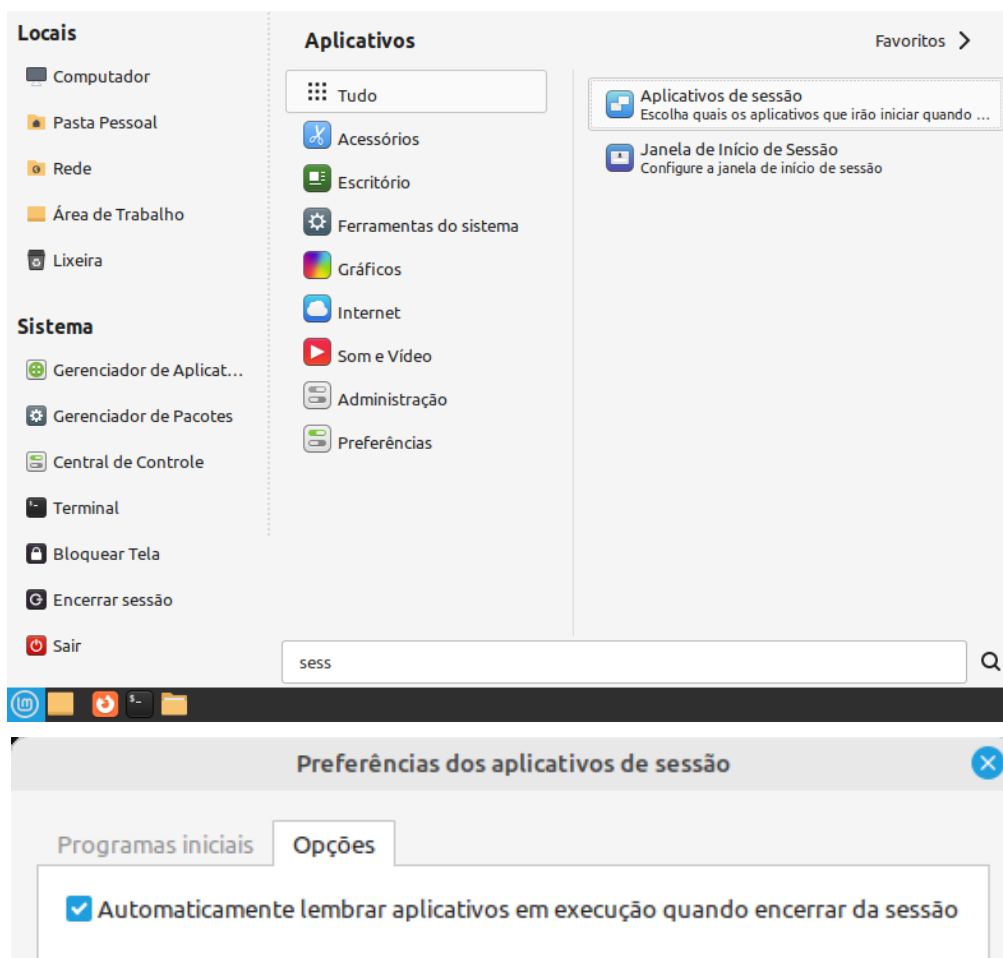 Locais
Computador
Pasta Pessoal
Rede
Área de Trabalho
Lixeira
Sistema
Gerenciador de Aplicat...
Gerenciador de Pacotes
Central de Controle
Terminal
Bloquear Tela
Encerrar sessão
Sair
Aplicativos
Favoritos
Tudo
Acessórios
Escritório
Ferramentas do sistema
Gráficos
Internet
Som e Vídeo
Administração
Preferências
Aplicativos de sessão
Escolha quais os aplicativos que irão iniciar quando ...
Janela de Início de Sessão
Configure a janela de início de sessão
sess
Preferências dos aplicativos de sessão
Programas iniciais
Opções
Automaticamente lembrar aplicativos em execução quando encerrar da sessão